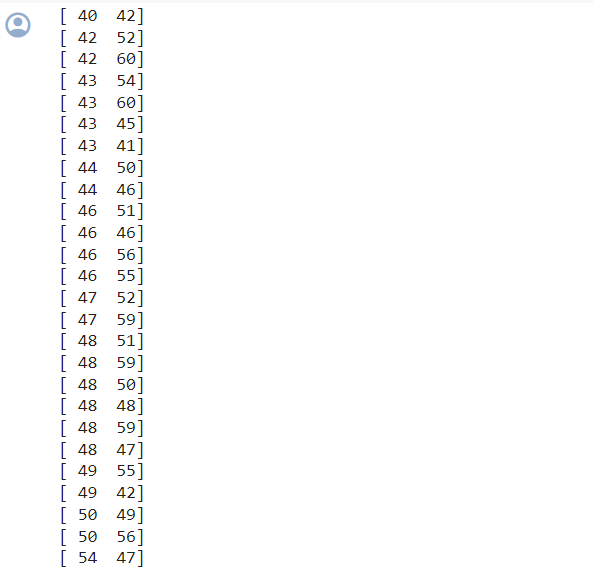 [ 40  42]
[ 42  52]
[ 42  60]
[ 43  54]
[ 43  60]
[ 43  45]
[ 43  41]
[ 44  50]
[ 44  46]
[ 46  51]
[ 46  46]
[ 46  56]
[ 46  55]
[ 47  52]
[ 47  59]
[ 48  51]
[ 48  59]
[ 48  50]
[ 48  48]
[ 48  59]
[ 48  47]
[ 49  55]
[ 49  42]
[ 50  49]
[ 50  56]
[ 54  47]